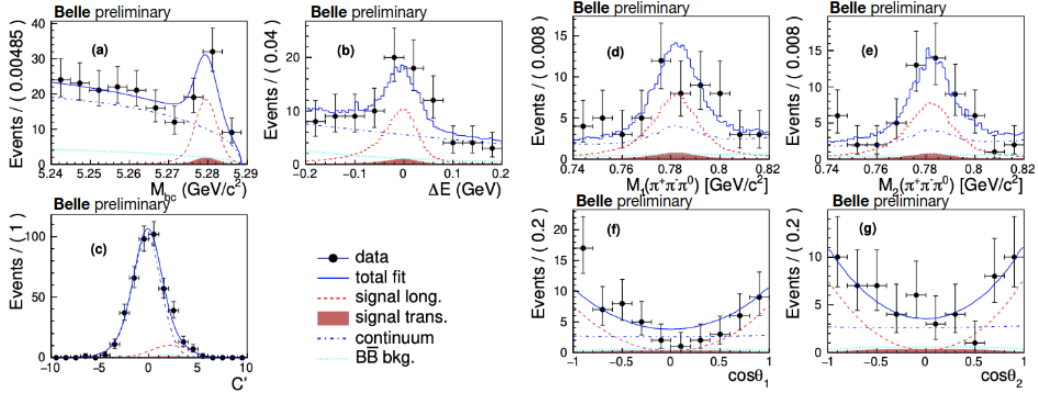 Belle preliminary
Events / ( 0.00485
(a)
40
30
20
10
0
5.24
5.25
5.26
5.27
5.28
5.29
M_bc (GeV/c²)
Belle preliminary
Events / ( 0.04 )
(b)
20
10
0
-0.2
-0.1
0
0.1
0.2
ΔE (GeV)
Belle preliminary
Events / ( 0.008
(d)
15
10
5
0
0.74
0.76
0.78
0.8
0.82
M₁(π⁺π⁻π⁰) [GeV/c²]
Belle preliminary
Events / ( 0.008
(e)
15
10
5
0
0.74
0.76
0.78
0.8
0.82
M₂(π⁺π⁻π⁰) [GeV/c²]
Belle preliminary
Events / ( 1 )
(c)
100
50
0
-10
-5
0
5
10
C'
data
total fit
signal long.
signal trans.
continuum
BB̅ bkg.
Belle preliminary
Events / ( 0.2 )
(f)
20
15
10
5
0
-1
-0.5
0
0.5
1
cosθ₁
Belle preliminary
Events / ( 0.2 )
(g)
10
5
0
-1
-0.5
0
0.5
1
cosθ₂